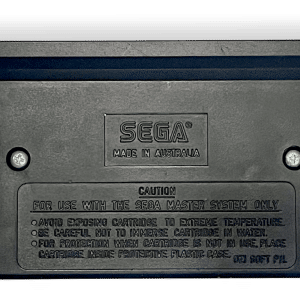 SEGA®
MADE IN AUSTRALIA
CAUTION
FOR USE WITH THE SEGA MASTER SYSTEM ONLY.
• AVOID EXPOSING CARTRIDGE TO EXTREME TEMPERATURE.
• BE CAREFUL NOT TO IMMERSE CARTRIDGE IN WATER.
• FOR PROTECTION WHEN CARTRIDGE IS NOT IN USE, PLACE
CARTRIDGE INSIDE PROTECTIVE PLASTIC CASE.
SOFT P/L